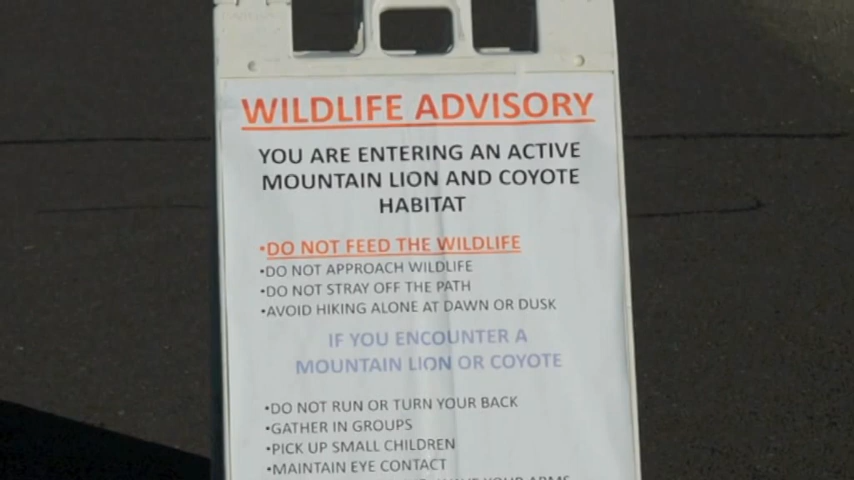 WILDLIFE ADVISORY
YOU ARE ENTERING AN ACTIVE
MOUNTAIN LION AND COYOTE
HABITAT
•DO NOT FEED THE WILDLIFE
•DO NOT APPROACH WILDLIFE
•DO NOT STRAY OFF THE PATH
•AVOID HIKING ALONE AT DAWN OR DUSK
IF YOU ENCOUNTER A
MOUNTAIN LION OR COYOTE
•DO NOT RUN OR TURN YOUR BACK
•GATHER IN GROUPS
•PICK UP SMALL CHILDREN
•MAINTAIN EYE CONTACT
YOUR ARMS